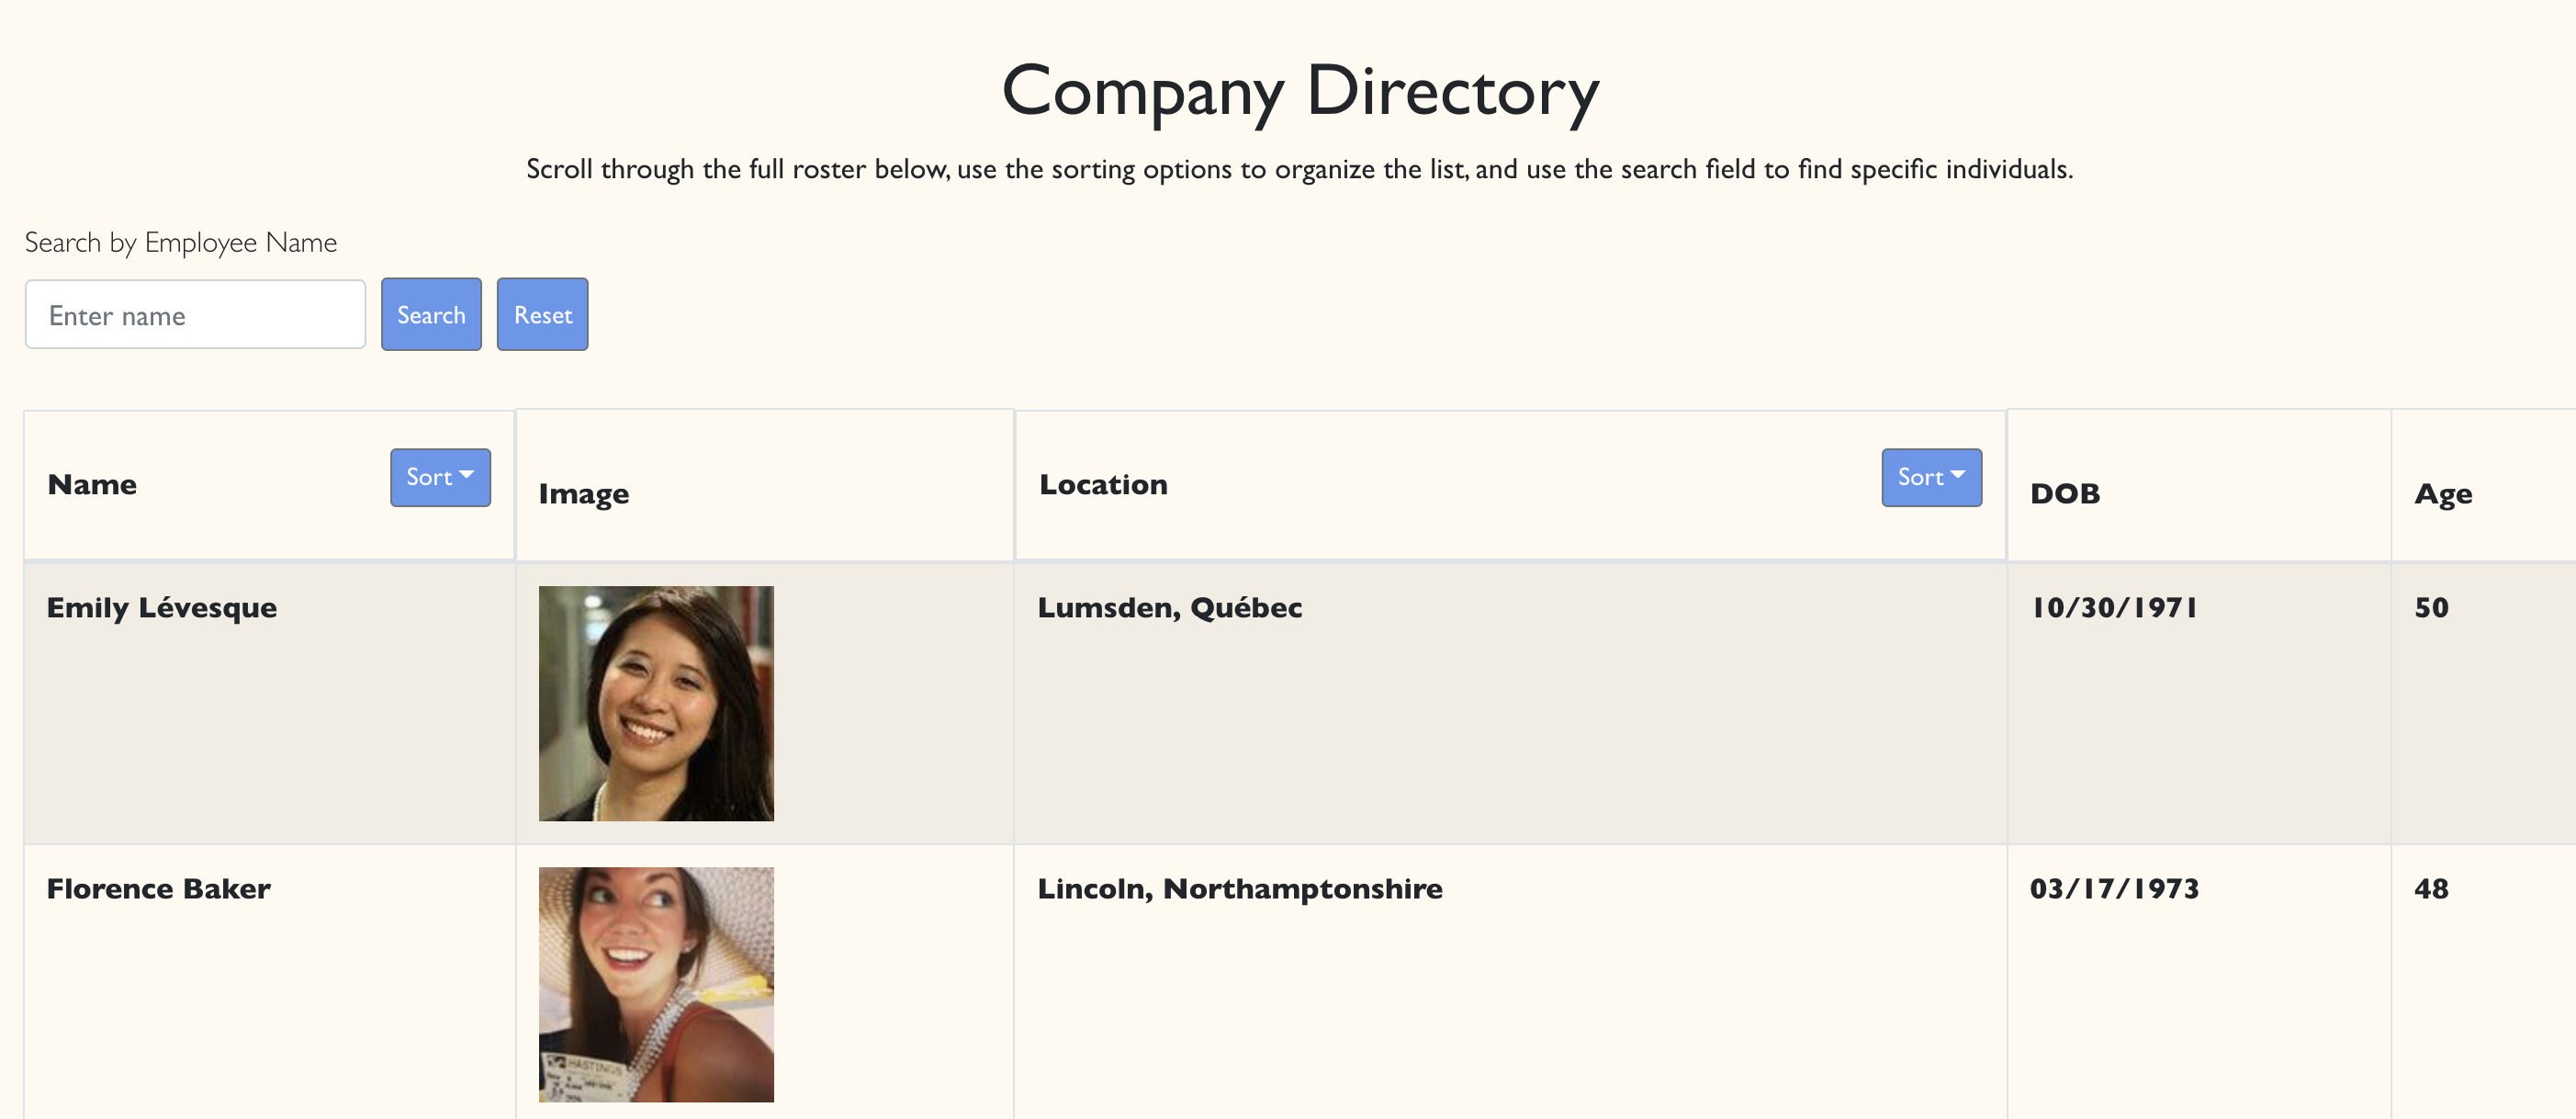 Company Directory
Scroll through the full roster below, use the sorting options to organize the list, and use the search field to find specific individuals.
Search by Employee Name
Enter name Search Reset
Name Sort Image Location Sort DOB Age
Emily Lévesque Lumsden, Québec 10/30/1971 50
Florence Baker Lincoln, Northamptonshire 03/17/1973 48
HASTINGS